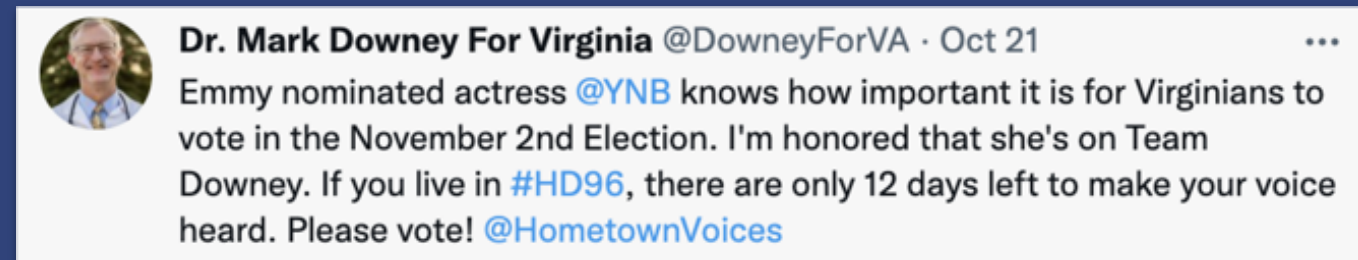 Dr. Mark Downey For Virginia @DowneyForVA · Oct 21
Emmy nominated actress @YNB knows how important it is for Virginians to
vote in the November 2nd Election. I'm honored that she's on Team
Downey. If you live in #HD96, there are only 12 days left to make your voice
heard. Please vote! @HometownVoices